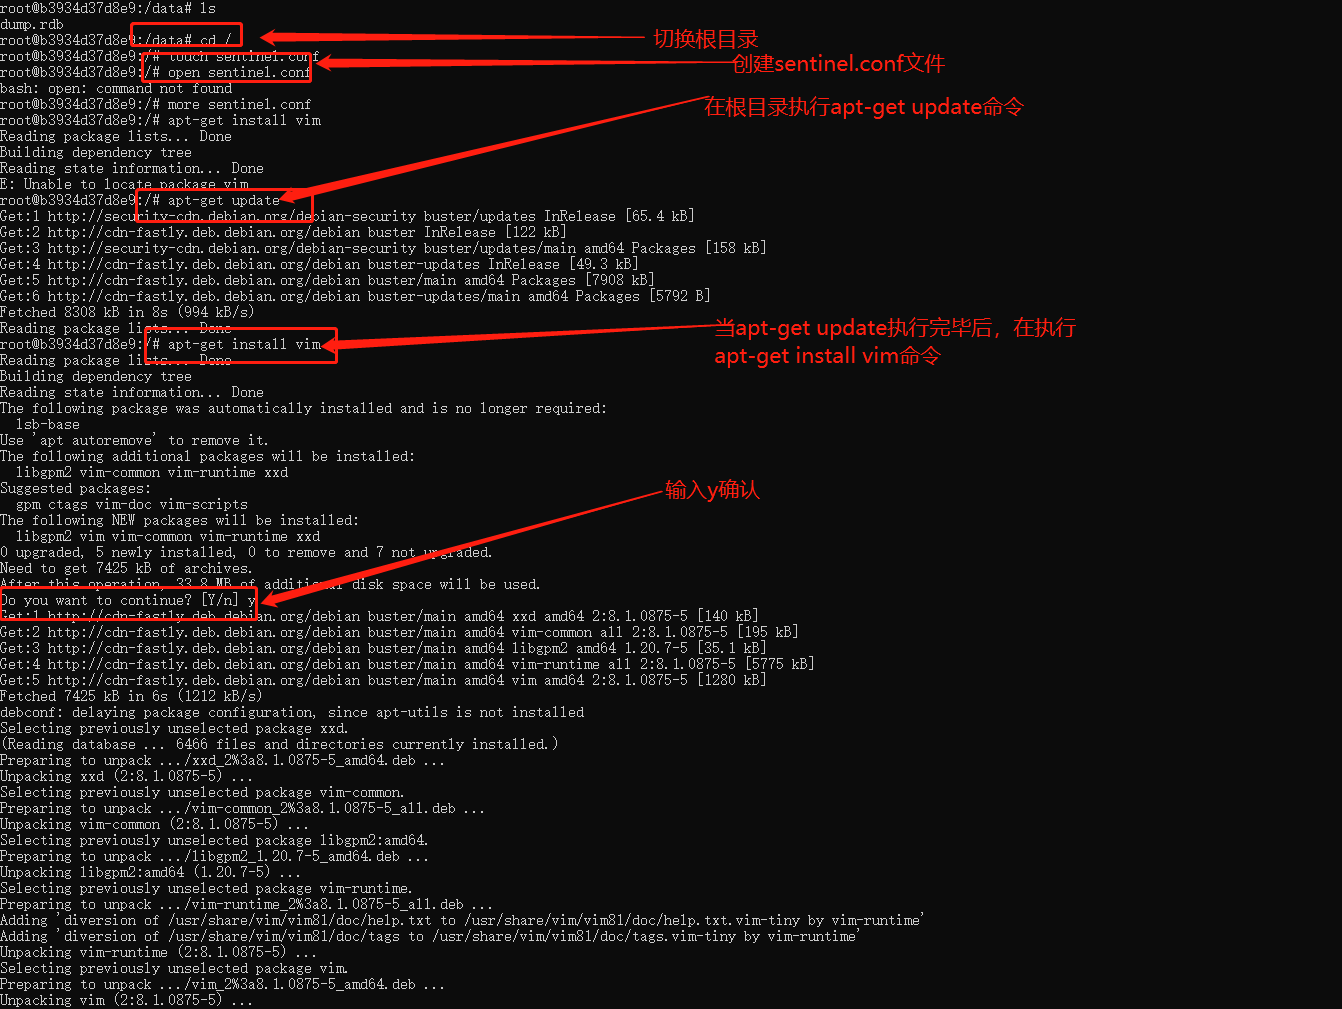 root@b3934d37d8e9:/data# ls
dump.rdb
root@b3934d37d8e9:/data# cd /
切换根目录
root@b3934d37d8e9:/# touch sentinel.conf
创建sentinel.conf文件
root@b3934d37d8e9:/# open sentinel.conf
bash: open: command not found
root@b3934d37d8e9:/# more sentinel.conf
在根目录执行apt-get update命令
root@b3934d37d8e9:/# apt-get install vim
Reading package lists... Done
Building dependency tree
Reading state information... Done
E: Unable to locate package vim
root@b3934d37d8e9:/# apt-get update
Get:1 http://security-cdn.debian.org/debian-security buster/updates InRelease [65.4 kB]
Get:2 http://cdn-fastly.deb.debian.org/debian buster InRelease [122 kB]
Get:3 http://security-cdn.debian.org/debian-security buster/updates/main amd64 Packages [158 kB]
Get:4 http://cdn-fastly.deb.debian.org/debian buster-updates InRelease [49.3 kB]
Get:5 http://cdn-fastly.deb.debian.org/debian buster/main amd64 Packages [7908 kB]
Get:6 http://cdn-fastly.deb.debian.org/debian buster-updates/main amd64 Packages [5792 B]
Fetched 8308 kB in 8s (994 kB/s)
Reading package lists... Done
当apt-get update执行完毕后，在执行
apt-get install vim命令
root@b3934d37d8e9:/# apt-get install vim
Reading package lists... Done
Building dependency tree
Reading state information... Done
The following package was automatically installed and is no longer required:
lsb-base
Use 'apt autoremove' to remove it.
The following additional packages will be installed:
libgpm2 vim-common vim-runtime xxd
Suggested packages:
gpm ctags vim-doc vim-scripts
输入y确认
The following NEW packages will be installed:
libgpm2 vim vim-common vim-runtime xxd
0 upgraded, 5 newly installed, 0 to remove and 7 not upgraded.
Need to get 7425 kB of archives.
After this operation, 33.8 MB of additional disk space will be used.
Do you want to continue? [Y/n] y
Get:1 http://cdn-fastly.deb.debian.org/debian buster/main amd64 xxd amd64 2:8.1.0875-5 [140 kB]
Get:2 http://cdn-fastly.deb.debian.org/debian buster/main amd64 vim-common all 2:8.1.0875-5 [195 kB]
Get:3 http://cdn-fastly.deb.debian.org/debian buster/main amd64 libgpm2 amd64 1.20.7-5 [35.1 kB]
Get:4 http://cdn-fastly.deb.debian.org/debian buster/main amd64 vim-runtime all 2:8.1.0875-5 [5775 kB]
Get:5 http://cdn-fastly.deb.debian.org/debian buster/main amd64 vim amd64 2:8.1.0875-5 [1280 kB]
Fetched 7425 kB in 6s (1212 kB/s)
debconf: delaying package configuration, since apt-utils is not installed
Selecting previously unselected package xxd.
(Reading database ... 6466 files and directories currently installed.)
Preparing to unpack .../xxd_2%3a8.1.0875-5_amd64.deb ...
Unpacking xxd (2:8.1.0875-5) ...
Selecting previously unselected package vim-common.
Preparing to unpack .../vim-common_2%3a8.1.0875-5_all.deb ...
Unpacking vim-common (2:8.1.0875-5) ...
Selecting previously unselected package libgpm2:amd64.
Preparing to unpack .../libgpm2_1.20.7-5_amd64.deb ...
Unpacking libgpm2:amd64 (1.20.7-5) ...
Selecting previously unselected package vim-runtime.
Preparing to unpack .../vim-runtime_2%3a8.1.0875-5_all.deb ...
Adding 'diversion of /usr/share/vim/vim81/doc/help.txt to /usr/share/vim/vim81/doc/help.txt.vim-tiny by vim-runtime'
Adding 'diversion of /usr/share/vim/vim81/doc/tags to /usr/share/vim/vim81/doc/tags.vim-tiny by vim-runtime'
Unpacking vim-runtime (2:8.1.0875-5) ...
Selecting previously unselected package vim.
Preparing to unpack .../vim_2%3a8.1.0875-5_amd64.deb ...
Unpacking vim (2:8.1.0875-5) ...